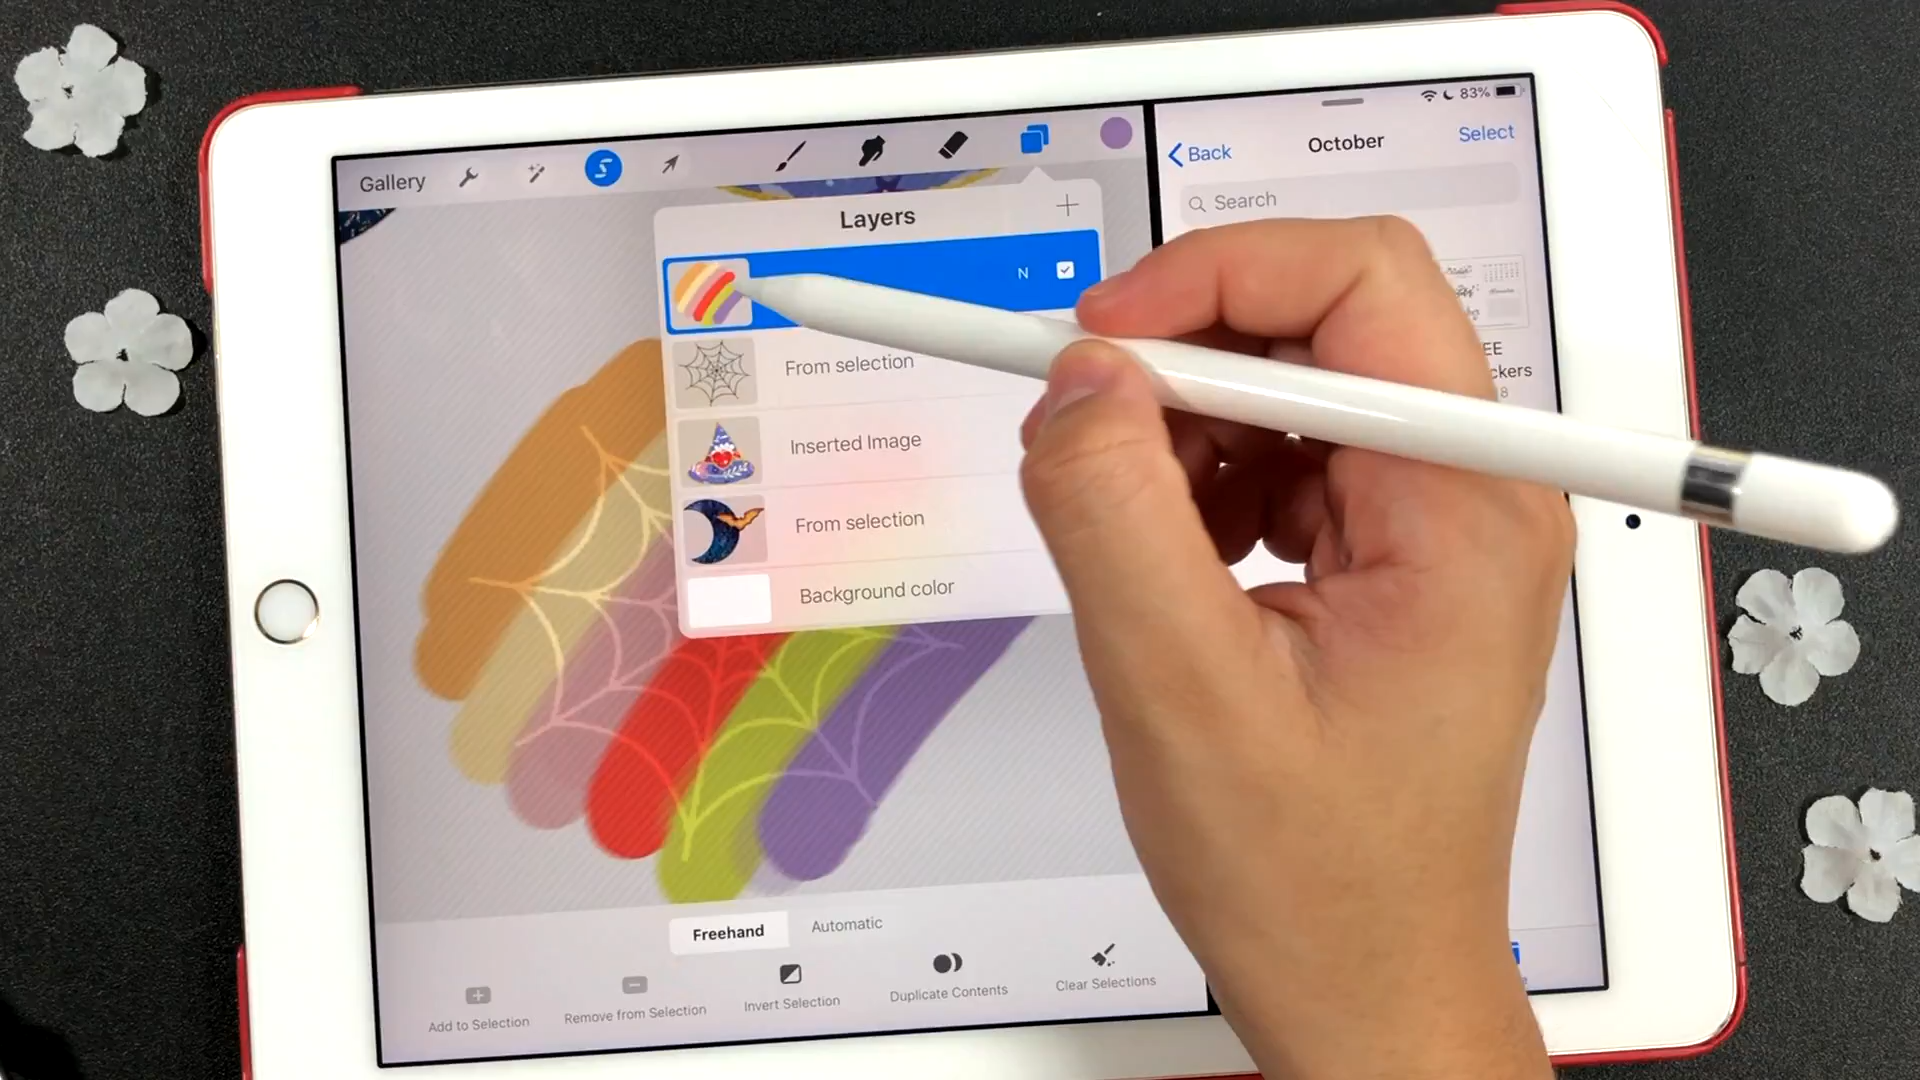 Gallery
Layers
N
From selection
Inserted Image
From selection
Background color
Freehand
Automatic
Add to Selection
Remove from Selection
Invert Selection
Duplicate Contents
Clear Selections
83%
Back
October
Select
Search
EE
ckers
8